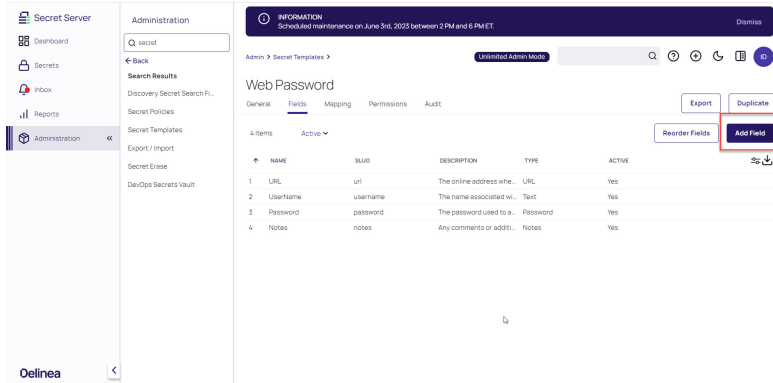 Secret Server
Dashboard
Secrets
Inbox
Reports
Administration
Delinea
Administration
secret
Back
Search Results
Discovery Secret Search Fi...
Secret Policies
Secret Templates
Export / Import
Secret Erase
DevOps Secrets Vault
INFORMATION
Scheduled maintenance on June 3rd, 2023 between 2 PM and 6 PM ET.
Dismiss
Admin > Secret Templates >
Unlimited Admin Mode
ID
Web Password
General Fields Mapping Permissions Audit
Export Duplicate
4 Items Active
Reorder Fields Add Field
NAME SLUG DESCRIPTION TYPE ACTIVE
1 URL url The online address whe... URL Yes
2 UserName username The name associated wi... Text Yes
3 Password password The password used to a... Password Yes
4 Notes notes Any comments or additi... Notes Yes